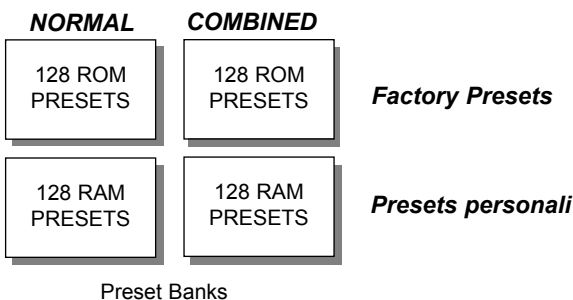 NORMAL COMBINED
128 ROM
PRESETS
128 ROM
PRESETS
Factory Presets
128 RAM
PRESETS
128 RAM
PRESETS
Presets personali
Preset Banks